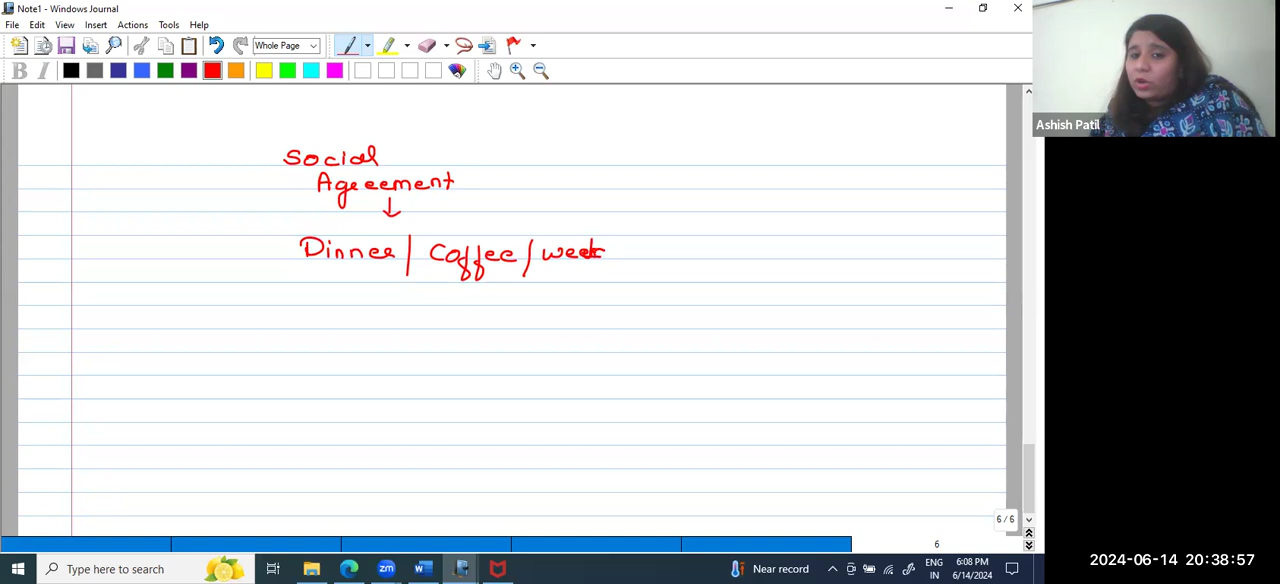 Note1 - Windows Journal
File Edit View Insert Actions Tools Help
Whole Page
B I
Ashish Patil
Social
Agreement
Dinner / Coffee / week
6 / 6
6
Type here to search
zm
W
Near record
ENG
IN
6:08 PM
6/14/2024
2024-06-14 20:38:57